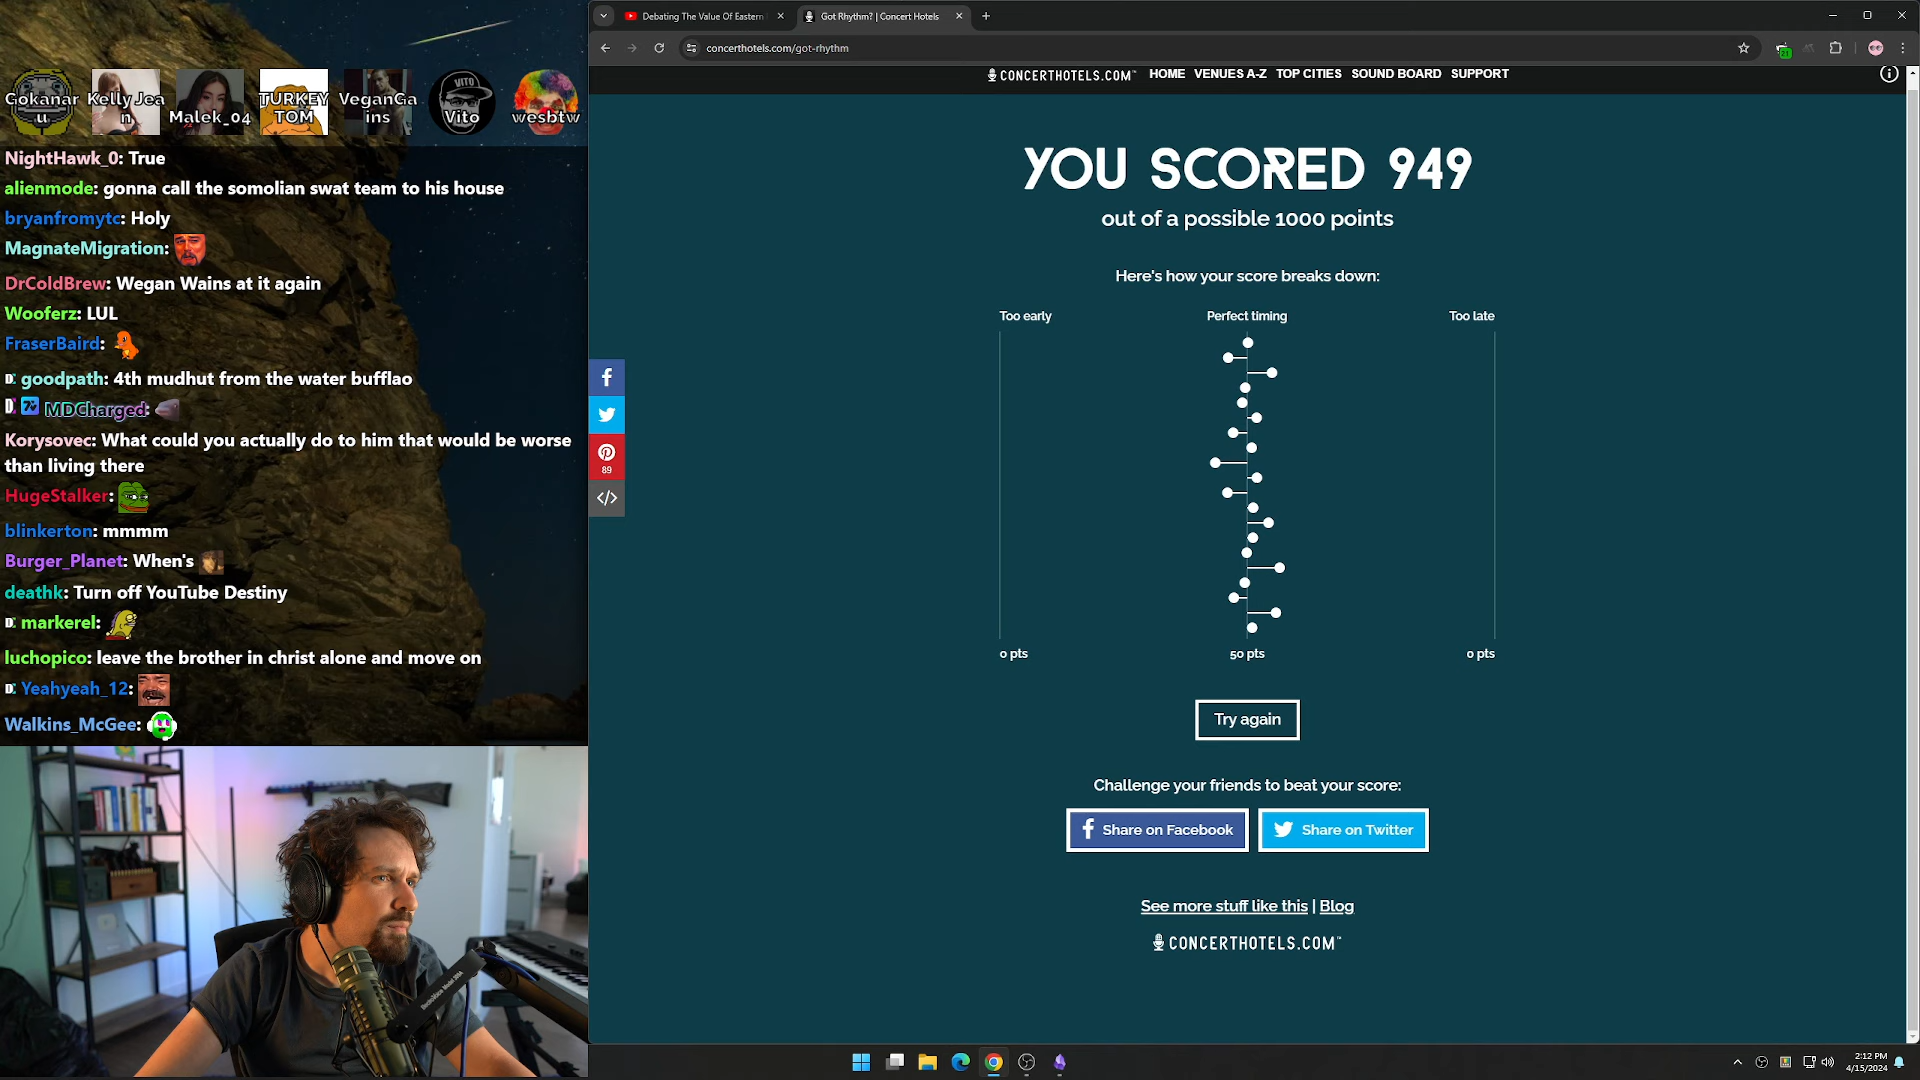 Gokanar
u
Kelly Jea
n
Malek_04
TURKEY
TOM
VeganGa
ins
VITO
Vito
wesbtw
NightHawk_0: True
alienmode: gonna call the somolian swat team to his house
bryanfromytc: Holy
MagnateMigration:
DrColdBrew: Wegan Wains at it again
Wooferz: LUL
FraserBaird:
goodpath: 4th mudhut from the water bufflao
MDCharged:
Korysovec: What could you actually do to him that would be worse
than living there
HugeStalker:
blinkerton: mmmm
Burger_Planet: When's
deathk: Turn off YouTube Destiny
markerel:
luchopico: leave the brother in christ alone and move on
Yeahyeah_12:
Walkins_McGee:
Debating The Value Of Eastern
Got Rhythm? | Concert Hotels
concerthotels.com/got-rhythm
21
CONCERTHOTELS.COM™ HOME VENUES A-Z TOP CITIES SOUND BOARD SUPPORT
YOU SCORED 949
out of a possible 1000 points
Here's how your score breaks down:
Too early Perfect timing Too late
89
</>
0 pts 50 pts 0 pts
Try again
Challenge your friends to beat your score:
Share on Facebook Share on Twitter
See more stuff like this | Blog
CONCERTHOTELS.COM™
2:12 PM
4/15/2024